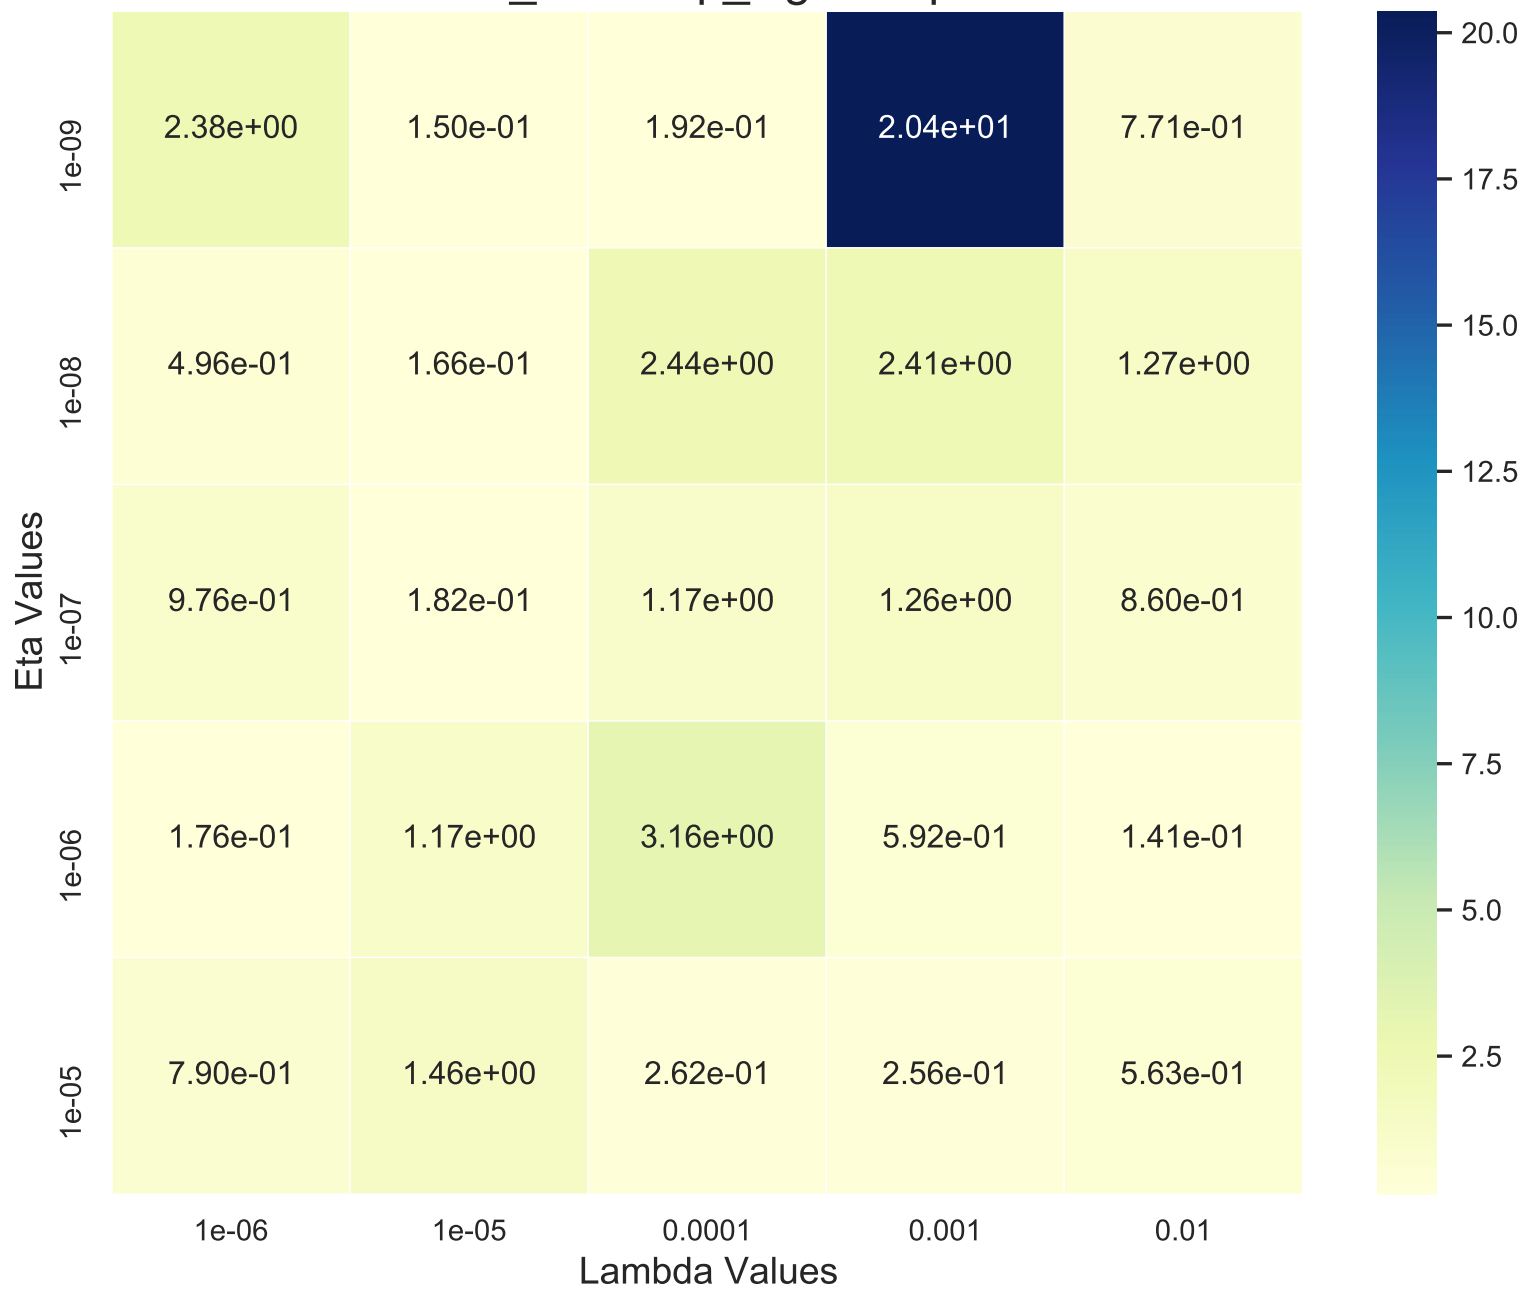 2.38e+00 1.50e-01 1.92e-01 2.04e+01 7.71e-01
4.96e-01 1.66e-01 2.44e+00 2.41e+00 1.27e+00
9.76e-01 1.82e-01 1.17e+00 1.26e+00 8.60e-01
1.76e-01 1.17e+00 3.16e+00 5.92e-01 1.41e-01
7.90e-01 1.46e+00 2.62e-01 2.56e-01 5.63e-01
1e-09
1e-08
1e-07
1e-06
1e-05
Eta Values
1e-06 1e-05 0.0001 0.001 0.01
Lambda Values
20.0
17.5
15.0
12.5
10.0
7.5
5.0
2.5